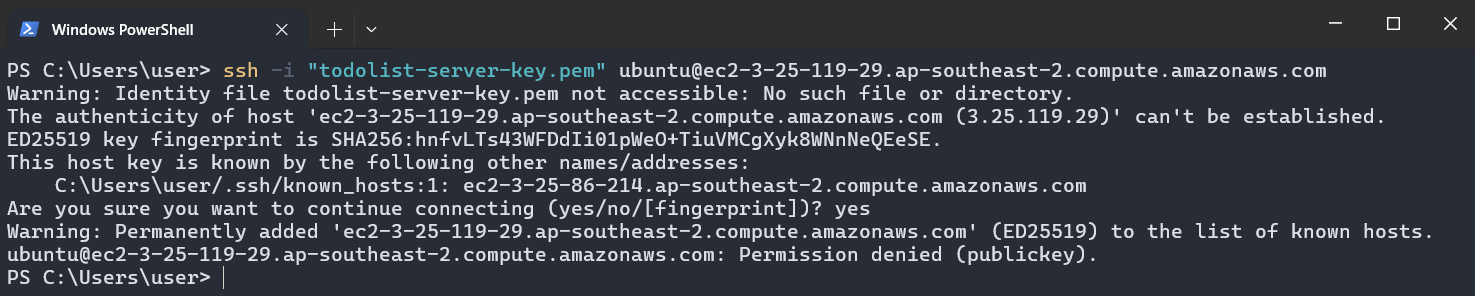 Windows PowerShell
PS C:\Users\user> ssh -i "todolist-server-key.pem" ubuntu@ec2-3-25-119-29.ap-southeast-2.compute.amazonaws.com
Warning: Identity file todolist-server-key.pem not accessible: No such file or directory.
The authenticity of host 'ec2-3-25-119-29.ap-southeast-2.compute.amazonaws.com (3.25.119.29)' can't be established.
ED25519 key fingerprint is SHA256:hnfvLTs43WFDdIi01pWeO+TiuVMCgXyk8WNnNeQEeSE.
This host key is known by the following other names/addresses:
    C:\Users\user/.ssh/known_hosts:1: ec2-3-25-86-214.ap-southeast-2.compute.amazonaws.com
Are you sure you want to continue connecting (yes/no/[fingerprint])? yes
Warning: Permanently added 'ec2-3-25-119-29.ap-southeast-2.compute.amazonaws.com' (ED25519) to the list of known hosts.
ubuntu@ec2-3-25-119-29.ap-southeast-2.compute.amazonaws.com: Permission denied (publickey).
PS C:\Users\user>